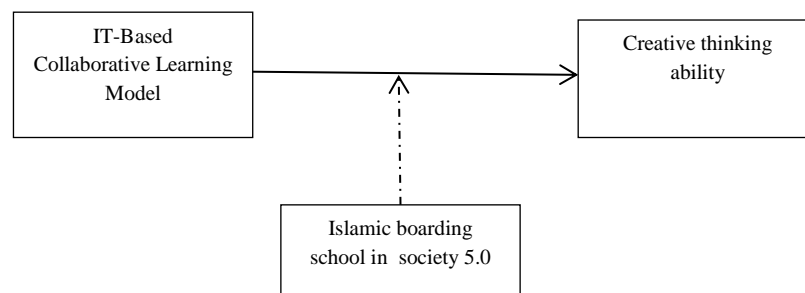 IT-Based
Collaborative Learning
Model
Creative thinking
ability
Islamic boarding
school in society 5.0